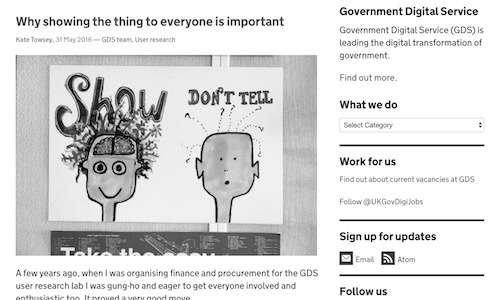 Why showing the thing to everyone is important
Kate Towsey, 31 May 2016 — GDS team, User research
Show
DON'T TELL
Take the easy
A few years ago, when I was organising finance and procurement for the GDS
user research lab I was gung-ho and eager to get everyone involved and
enthusiastic too. It proved a very good move.
Government Digital Service
Government Digital Service (GDS) is
leading the digital transformation of
government.
Find out more.
What we do
Select Category
Work for us
Find out about current vacancies at GDS
Follow @UKGovDigiJobs
Sign up for updates
Email
Atom
Follow us